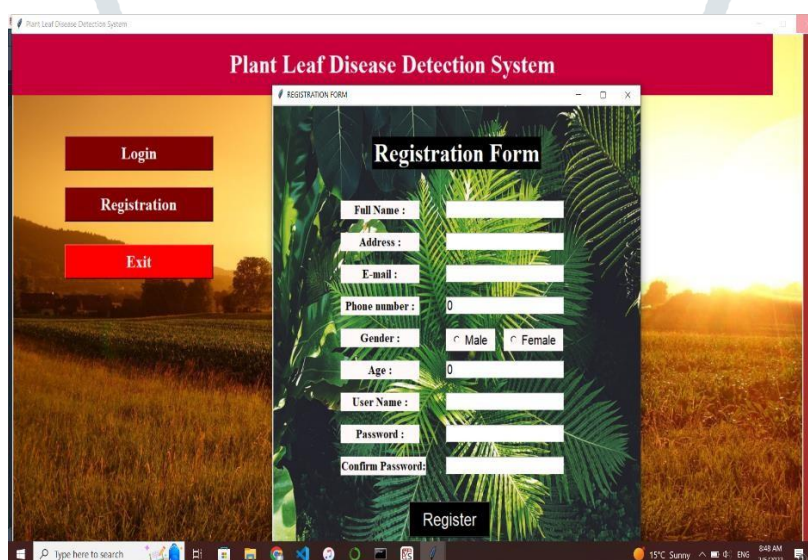 Plant Leaf Disease Detection System
Plant Leaf Disease Detection System
REGISTRATION FORM
Login
Registration
Exit
Registration Form
Full Name :
Address :
E-mail :
Phone number :
0
Gender :
Male
Female
Age :
0
User Name :
Password :
Confirm Password:
Register
Type here to search
15°C Sunny
ENG
8:48 AM